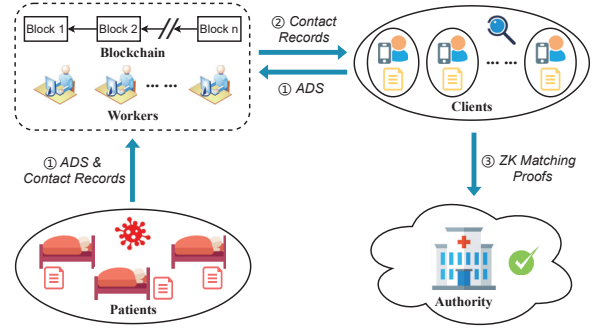 Block 1 Block 2 Block n
Blockchain
... ...
Workers
② Contact
Records
① ADS
... ...
Clients
① ADS &
Contact Records
③ ZK Matching
Proofs
Patients
Authority